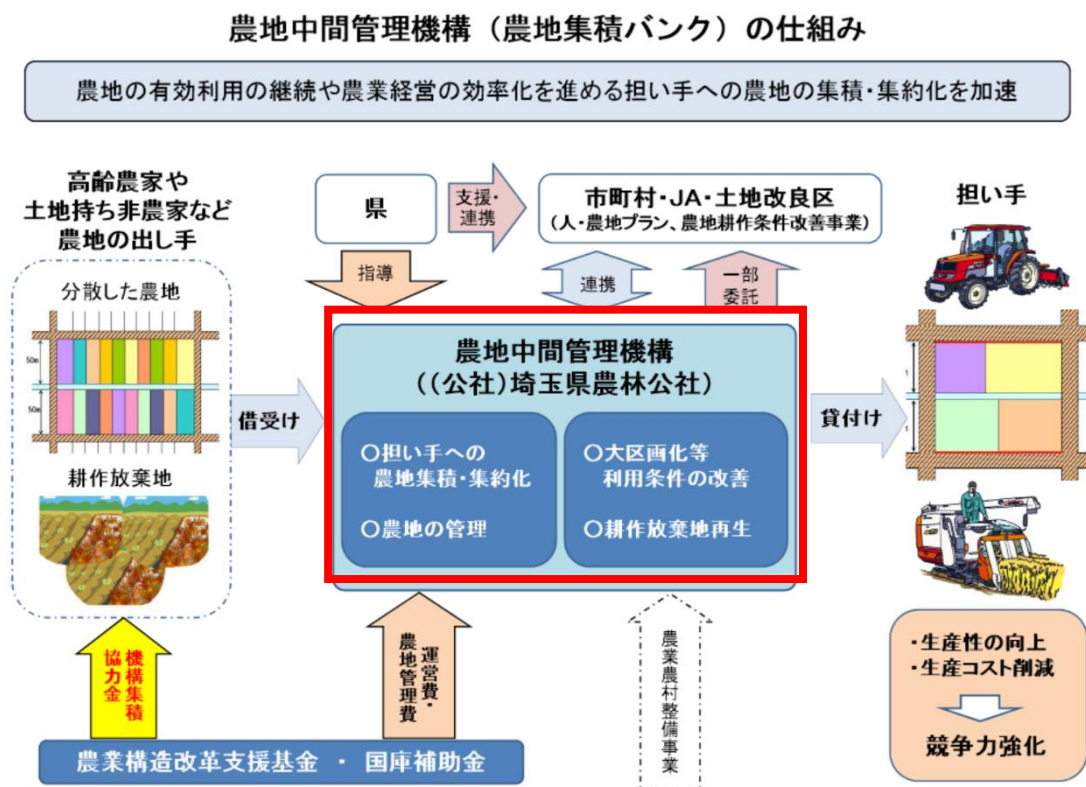 農地中間管理機構（農地集積バンク）の仕組み
農地の有効利用の継続や農業経営の効率化を進める担い手への農地の集積・集約化を加速
高齢農家や
土地持ち非農家など
農地の出し手
分散した農地
50m
50m
耕作放棄地
借受け
県
支援・
連携
市町村・JA・土地改良区
（人・農地プラン、農地耕作条件改善事業）
指導
連携
一部
委託
農地中間管理機構
（（公社）埼玉県農林公社）
○担い手への
農地集積・集約化
○農地の管理
○大区画化等
利用条件の改善
○耕作放棄地再生
貸付け
担い手
機構集積
協力金
運営費・
農地管理費
農業農村整備事業
農業構造改革支援基金 ・ 国庫補助金
・生産性の向上
・生産コスト削減
競争力強化